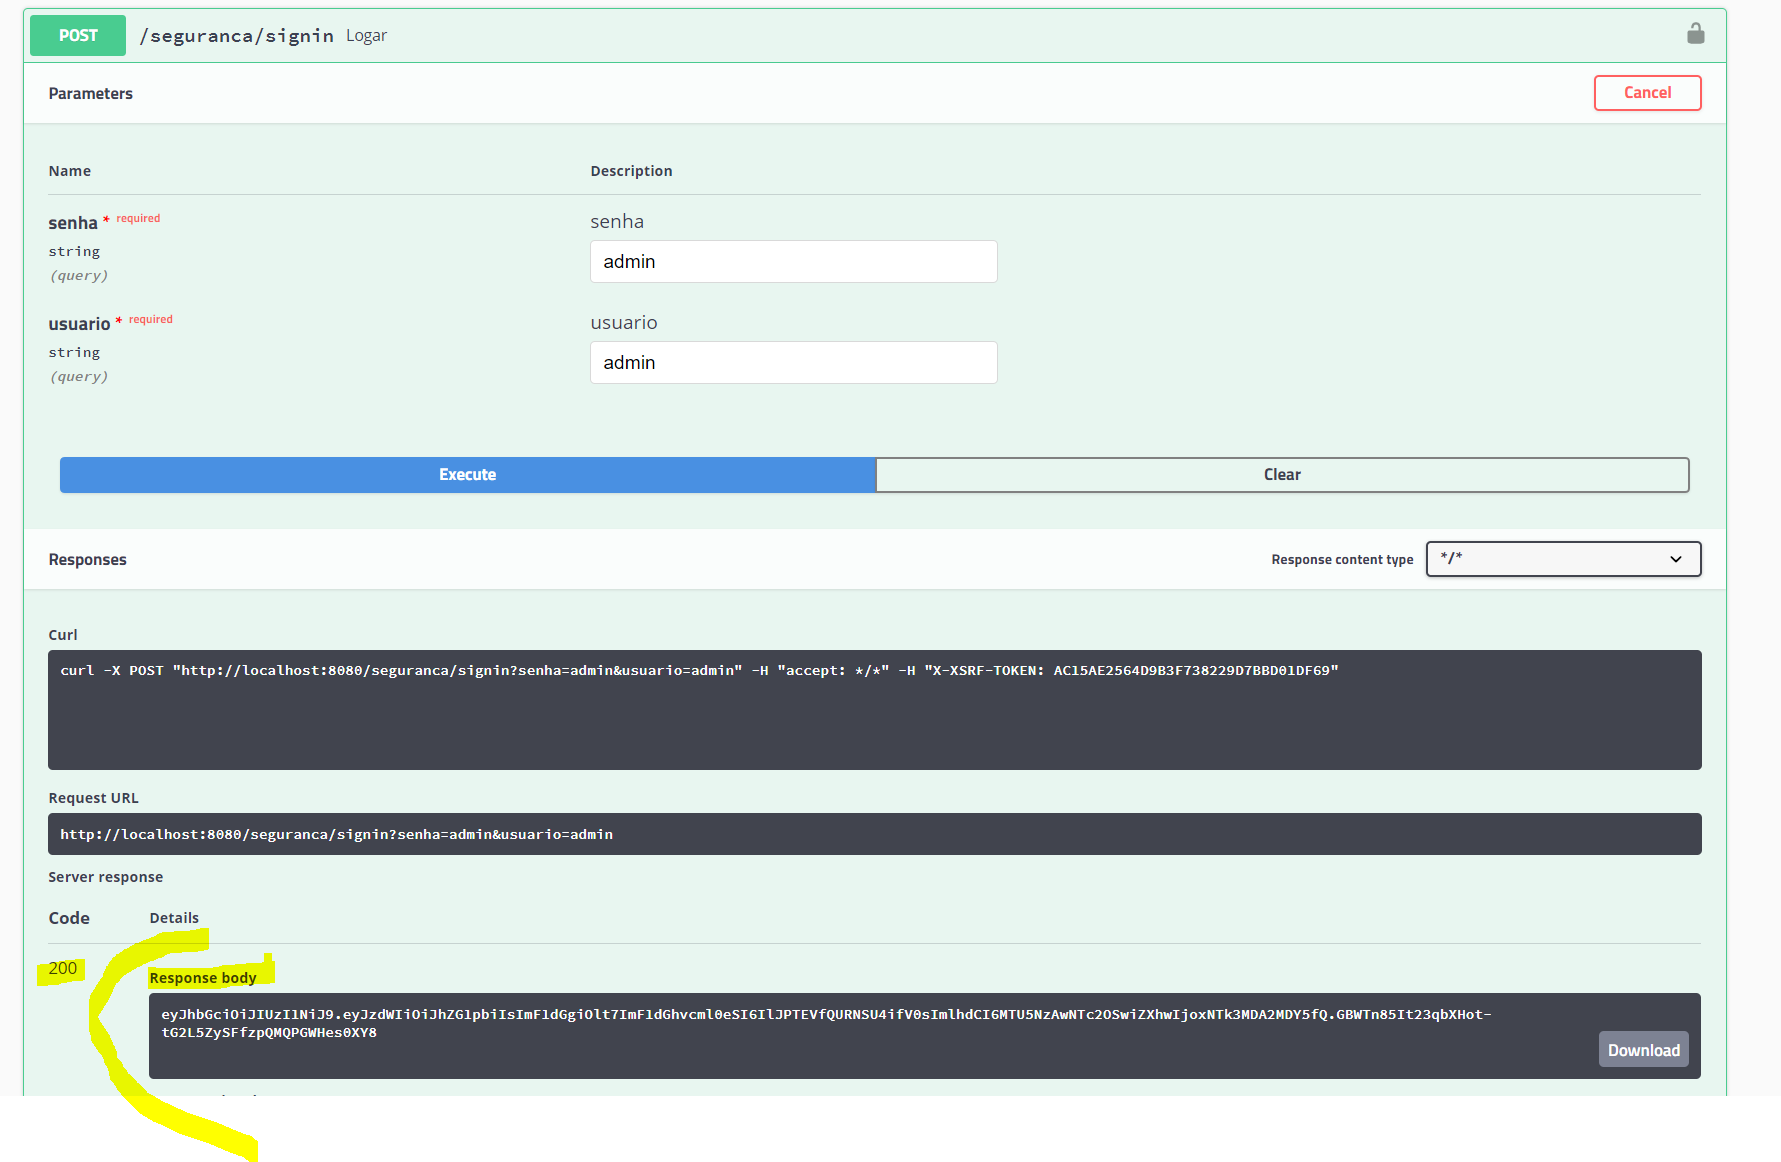 POST /seguranca/signin Logar
Parameters Cancel
Name Description
senha * required senha
string admin
(query)
usuario * required usuario
string admin
(query)
Execute Clear
Responses Response content type */*
Curl
curl -X POST "http://localhost:8080/seguranca/signin?senha=admin&usuario=admin" -H "accept: */*" -H "X-XSRF-TOKEN: AC15AE2564D9B3F738229D7BBD01DF69"
Request URL
http://localhost:8080/seguranca/signin?senha=admin&usuario=admin
Server response
Code Details
200 Response body
eyJhbGciOiJIUzI1NiJ9.eyJzdWIiOiJhZG1pbiIsImF1dGgiOlt7ImF1dGhvcml0eSI6IlJPTEVfQURNSU4ifV0sImlhdCI6MTU5NzAwNTc2OSwiZXhwIjoxNTk3MDA2MDY5fQ.GBWTn85It23qbXHot-
tG2L5ZySFfzpQMQPGWHes0XY8
Download